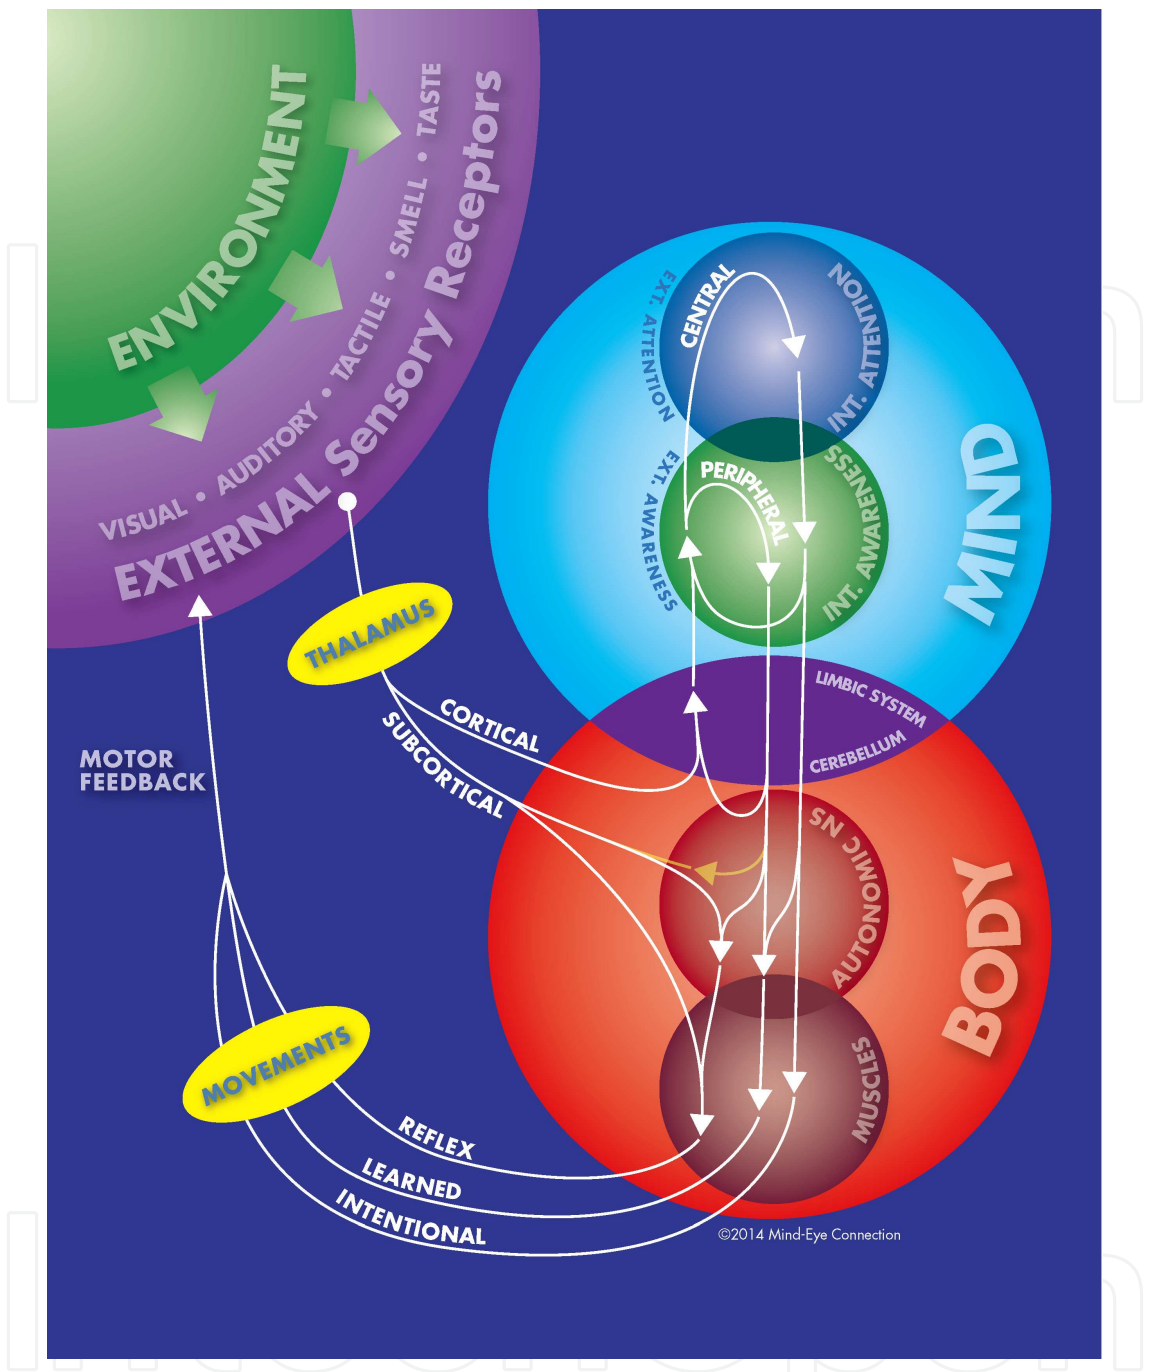 ENVIRONMENT
VISUAL • AUDITORY • TACTILE • SMELL • TASTE
EXTERNAL Sensory Receptors
THALAMUS
CORTICAL
SUBCORTICAL
MOTOR
FEEDBACK
MOVEMENTS
REFLEX
LEARNED
INTENTIONAL
EXT. ATTENTION
CENTRAL
INT. ATTENTION
EXT. AWARENESS
PERIPHERAL
INT. AWARENESS
MIND
LIMBIC SYSTEM
CEREBELLUM
AUTONOMIC NS
BODY
MUSCLES
©2014 Mind-Eye Connection